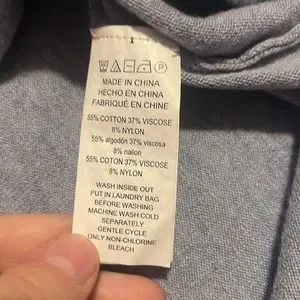 MADE IN CHINA
HECHO EN CHINA
FABRIQUÉ EN CHINE
55% COTTON 37% VISCOSE
8% NYLON
55% algodón 37% viscosa
8% nailon
55% COTON 37% VISCOSE
8% NYLON
WASH INSIDE OUT
PUT IN LAUNDRY BAG
BEFORE WASHING
MACHINE WASH COLD
SEPARATELY
GENTLE CYCLE
ONLY NON-CHLORINE
BLEACH